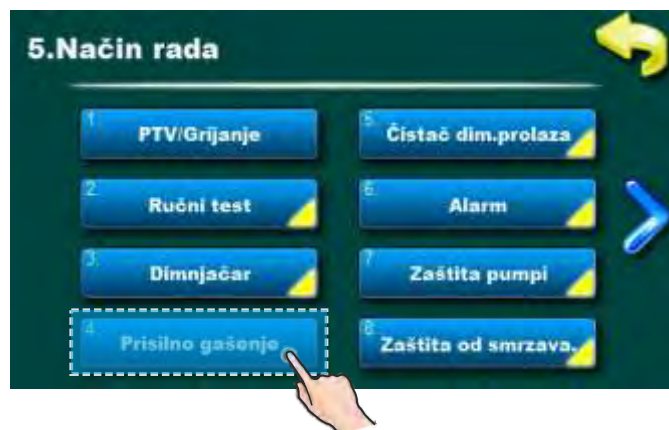 5.Način rada
1. PTV/Grijanje
2. Ručni test
3. Dimnjačar
4. Prisilno gašenje
5. Čistač dim.prolaza
6. Alarm
7. Zaštita pumpi
8. Zaštita od smrzava.